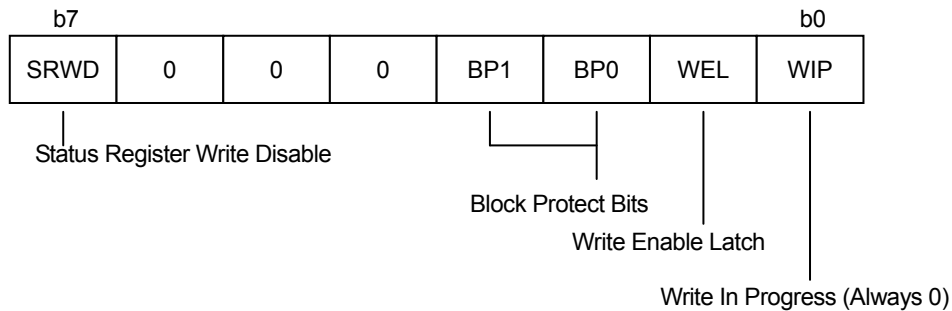 b7 b0
SRWD 0 0 0 BP1 BP0 WEL WIP
Status Register Write Disable
Block Protect Bits
Write Enable Latch
Write In Progress (Always 0)